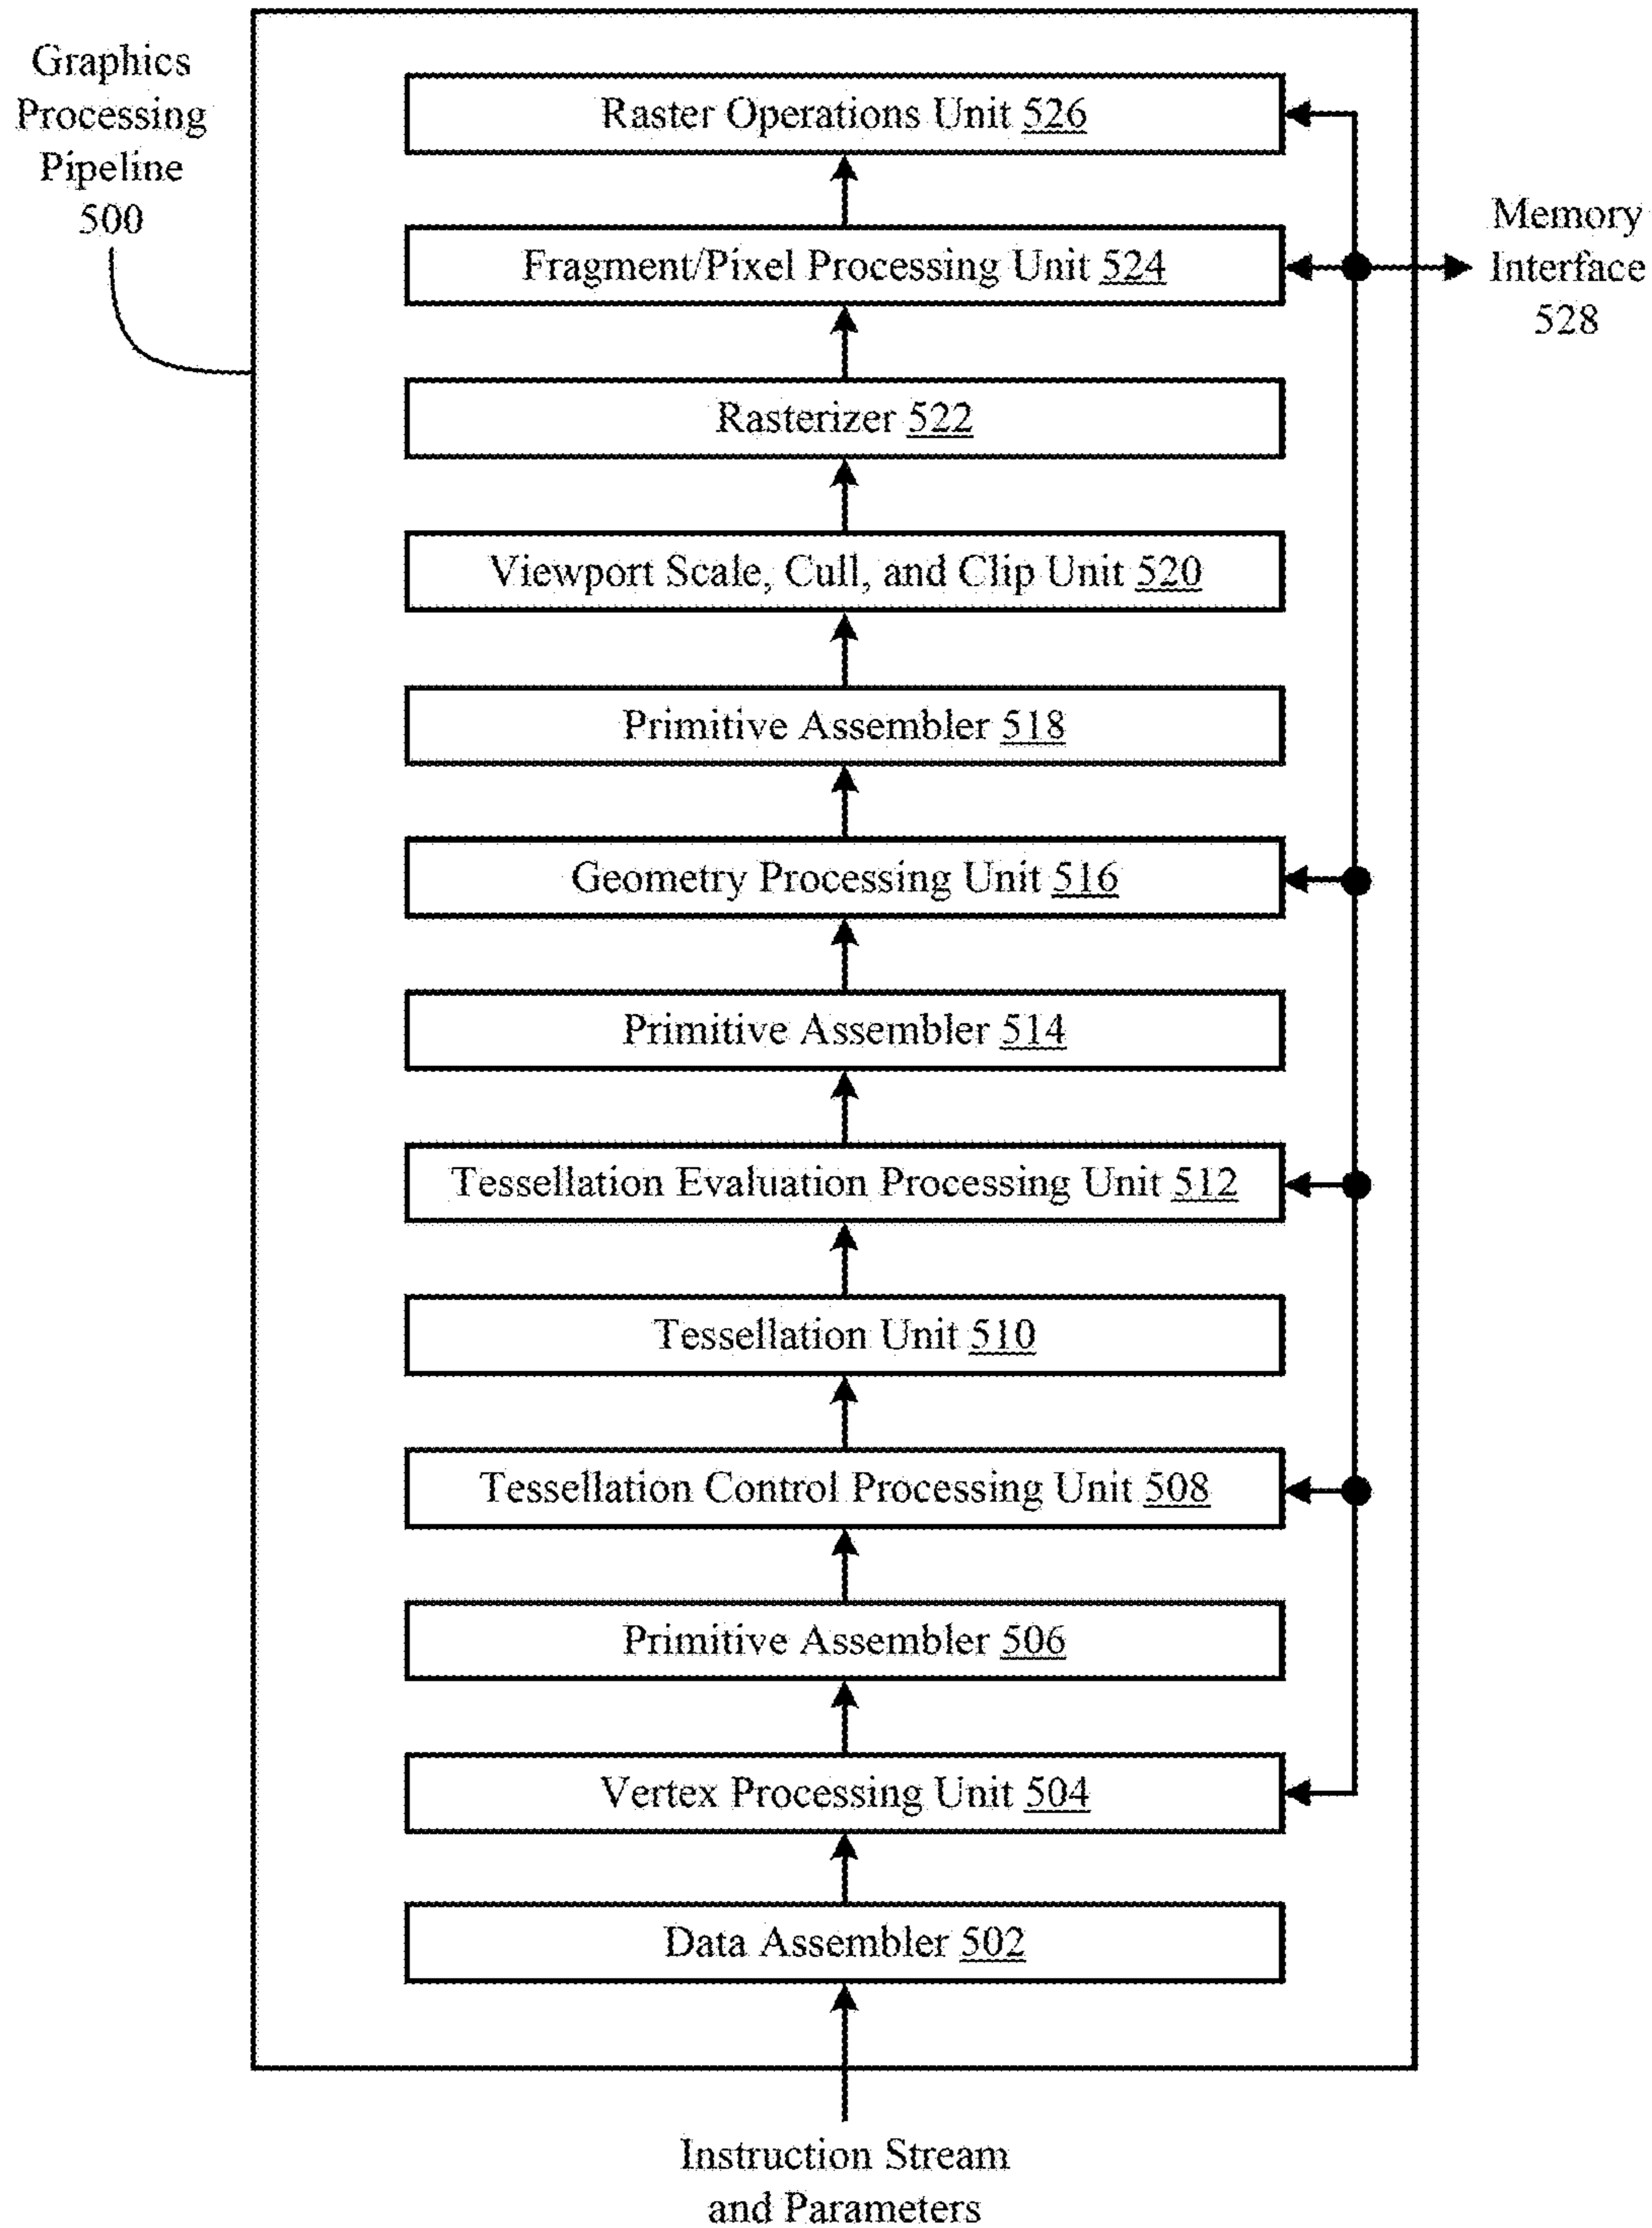 Graphics
Processing
Pipeline
500
Raster Operations Unit 526
Fragment/Pixel Processing Unit 524
Memory
Interface
528
Rasterizer 522
Viewport Scale, Cull, and Clip Unit 520
Primitive Assembler 518
Geometry Processing Unit 516
Primitive Assembler 514
Tessellation Evaluation Processing Unit 512
Tessellation Unit 510
Tessellation Control Processing Unit 508
Primitive Assembler 506
Vertex Processing Unit 504
Data Assembler 502
Instruction Stream
and Parameters